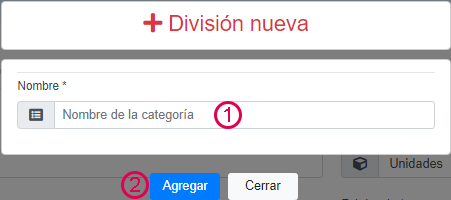 División nueva
Nombre *
Nombre de la categoría 1
Unidades
2 Agregar Cerrar